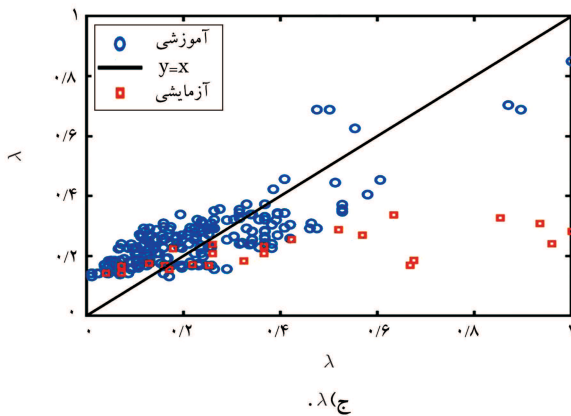 ۱
۰/۸
۰/۶
۰/۴
۰/۲
۰
λ
آموزشی
y=x
آزمایشی
۰ ۰/۲ ۰/۴ ۰/۶ ۰/۸
λ
ج) λ.